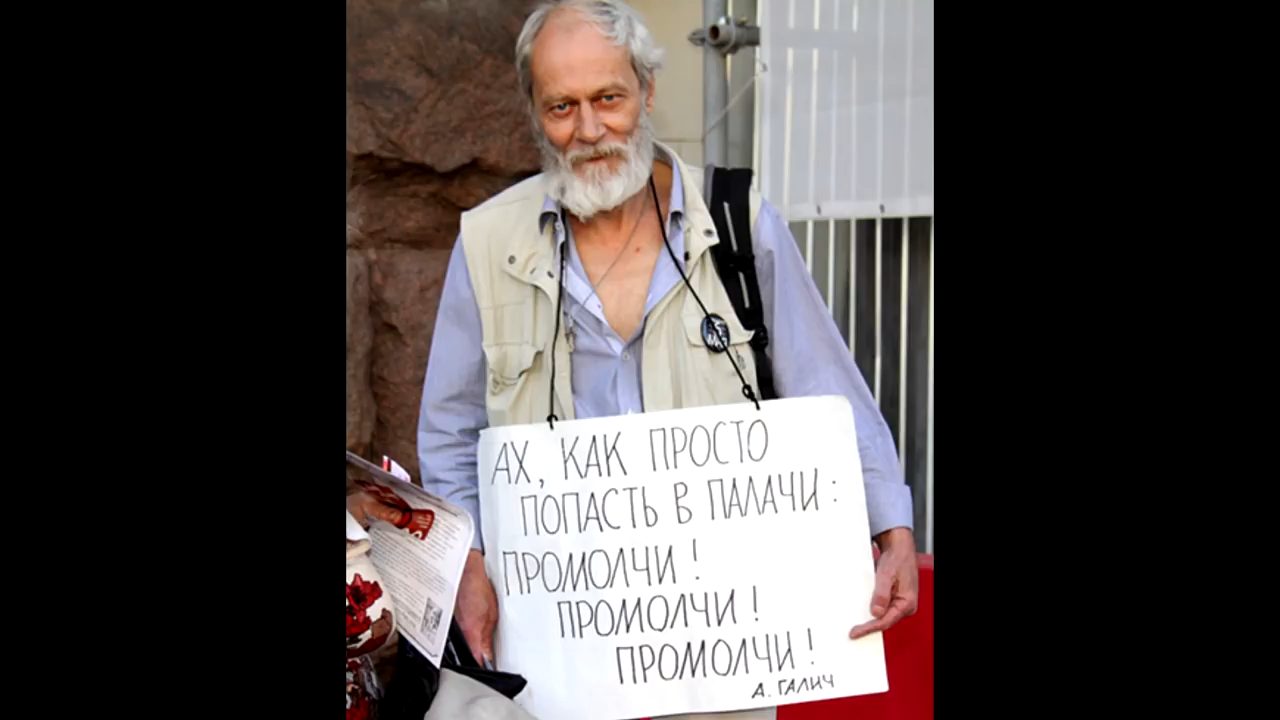 АХ, КАК ПРОСТО
ПОПАСТЬ В ПАЛАЧИ:
ПРОМОЛЧИ!
ПРОМОЛЧИ!
ПРОМОЛЧИ!
А. ГАЛИЧ